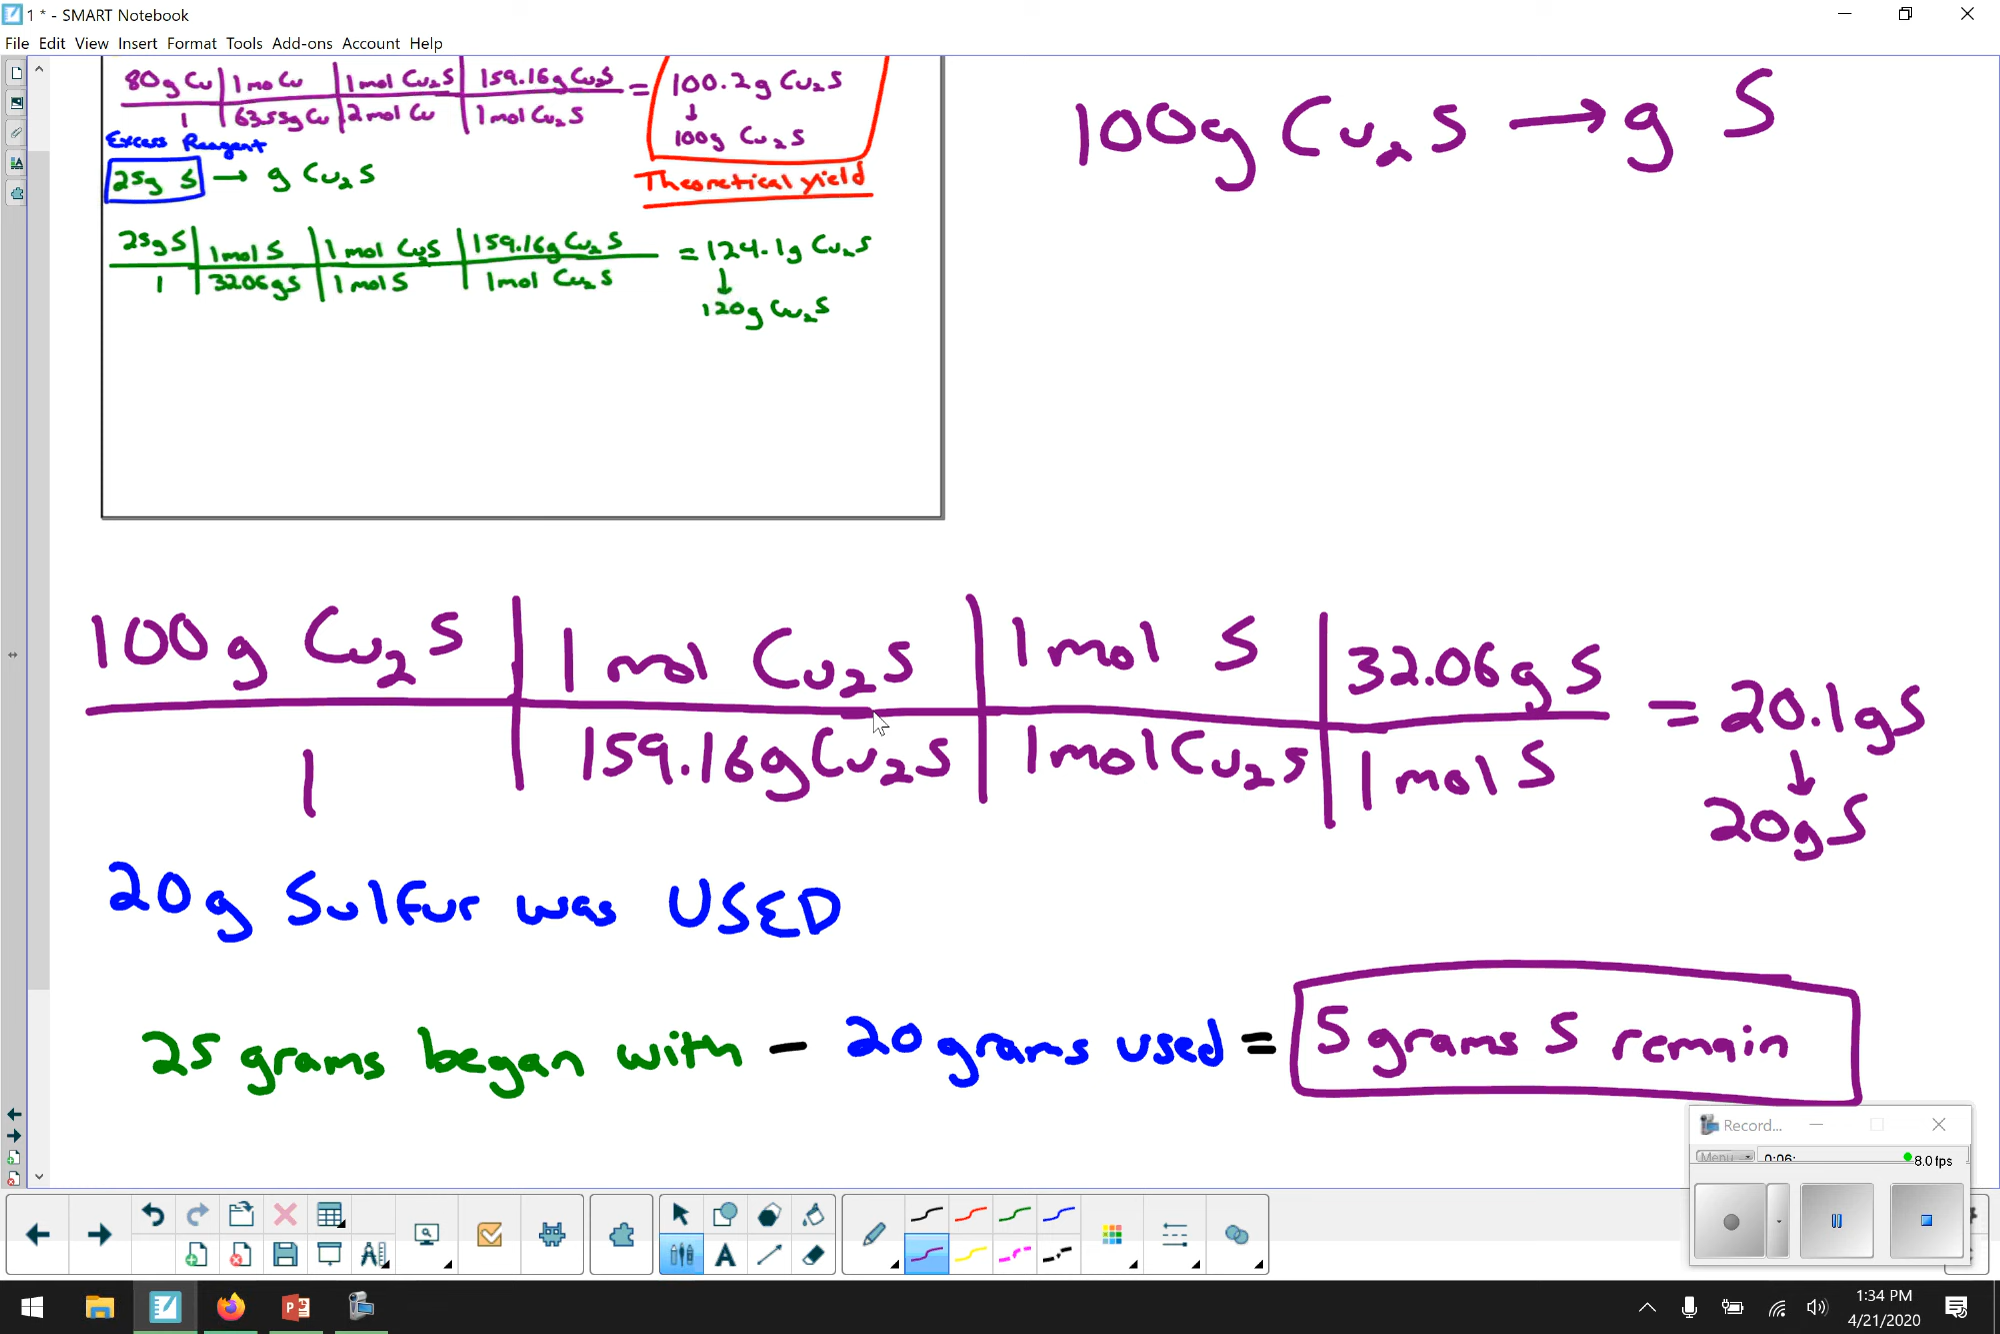 1 * - SMART Notebook
File Edit View Insert Format Tools Add-ons Account Help
80g Cu | 1 mo Cu | 1 mol Cu₂S | 159.16g Cu₂S = 100.2g Cu₂S
1 | 63.55g Cu | 2 mol Cu | 1 mol Cu₂S
↓
100g Cu₂S
Theoretical yield
Excess Reagent
25g S → g Cu₂S
25g S | 1 mol S | 1 mol Cu₂S | 159.16g Cu₂S = 124.1g Cu₂S
1 | 32.06g S | 1 mol S | 1 mol Cu₂S
↓
120g Cu₂S
100g Cu₂S → g S
100g Cu₂S | 1 mol Cu₂S | 1 mol S | 32.06g S = 20.1g S
1 | 159.16g Cu₂S | 1 mol Cu₂S | 1 mol S
↓
20g S
20g Sulfur was USED
25 grams began with - 20 grams used = 5 grams S remain
Record...
Menu 0:06:
8.0 fps
A
1:34 PM
4/21/2020